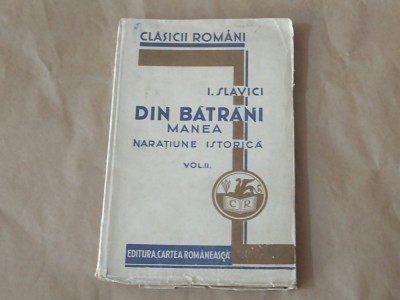 CLASICII ROMÂNI
I. SLAVICI
DIN BĂTRÂNI
MANEA
NARAȚIUNE ISTORICĂ
VOL. II.
C R
EDITURA „CARTEA ROMÂNEASCĂ"